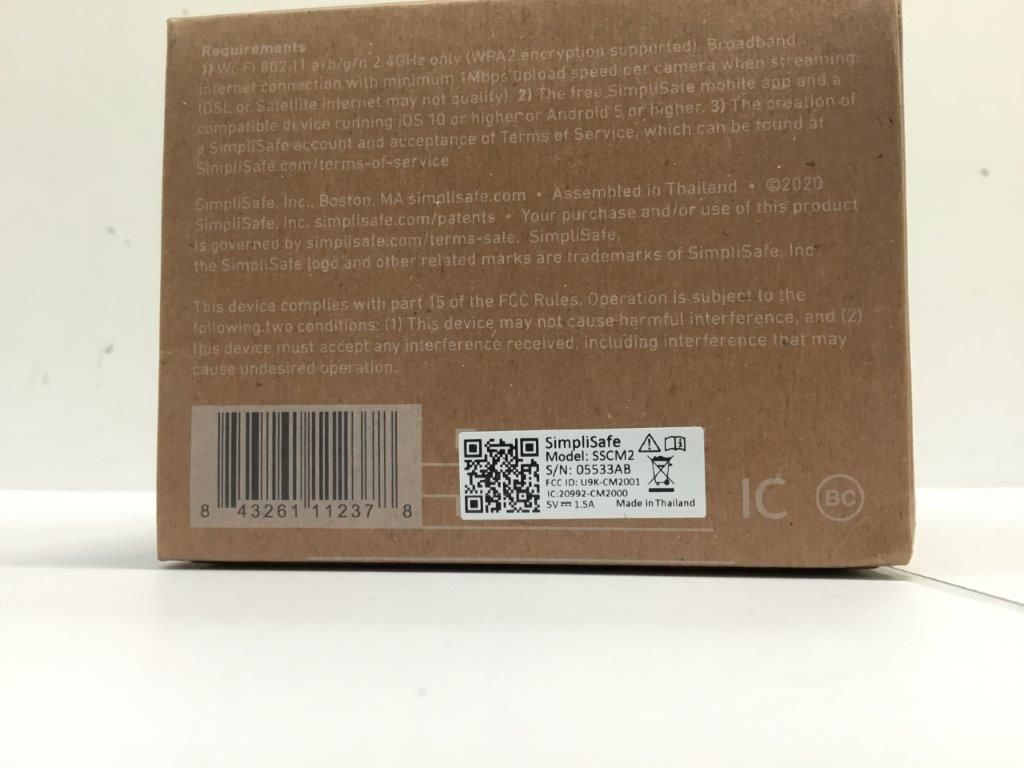 Requirements
1) Wi-Fi 802.11 a/b/g/n 2.4GHz only (WPA2 encryption supported). Broadband
internet connection with minimum 1Mbps upload speed per camera when streaming
(DSL or Satellite internet may not qualify). 2) The free SimpliSafe mobile app and a
compatible device running iOS 10 or higher or Android 5 or higher. 3) The creation of
a SimpliSafe account and acceptance of Terms of Service, which can be found at
SimpliSafe.com/terms-of-service
SimpliSafe, Inc., Boston, MA simplisafe.com • Assembled in Thailand • ©2020
SimpliSafe, Inc. simplisafe.com/patents • Your purchase and/or use of this product
is governed by simplisafe.com/terms-sale. SimpliSafe,
the SimpliSafe logo and other related marks are trademarks of SimpliSafe, Inc
This device complies with part 15 of the FCC Rules. Operation is subject to the
following two conditions: (1) This device may not cause harmful interference, and (2)
this device must accept any interference received, including interference that may
cause undesired operation.
8 43261 11237 8
SimpliSafe
Model: SSCM2
S/N: 05533AB
FCC ID: U9K-CM2001
IC:20992-CM2000
5V⎓1.5A Made in Thailand
IC BC